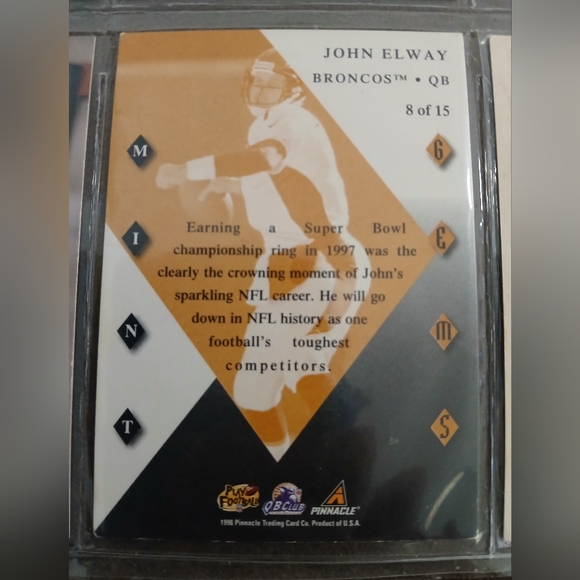 JOHN ELWAY
BRONCOS™ • QB
8 of 15
M
I
N
T
G
E
M
S
Earning a Super Bowl
championship ring in 1997 was the
clearly the crowning moment of John's
sparkling NFL career. He will go
down in NFL history as one
football's toughest
competitors.
PLAY FOOTBALL
QB CLUB
PINNACLE
1998 Pinnacle Trading Card Co. Product of U.S.A.